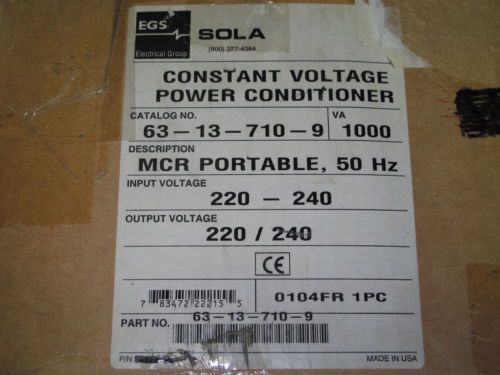 EGS
Electrical Group
SOLA
(800) 377-4384
CONSTANT VOLTAGE
POWER CONDITIONER
CATALOG NO.
VA
63-13-710-9
1000
DESCRIPTION
MCR PORTABLE, 50 Hz
INPUT VOLTAGE
220 - 240
OUTPUT VOLTAGE
220 / 240
CE
7 83472 22215 5
0104FR 1PC
PART NO.
63-13-710-9
P/N
MADE IN USA